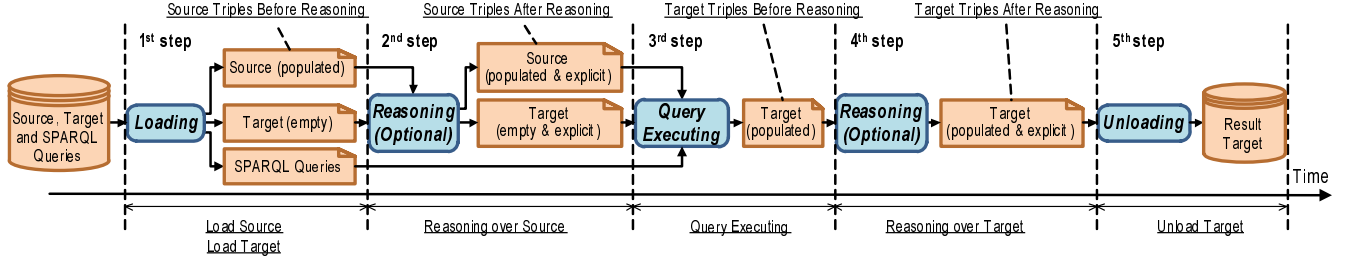 Source Triples Before Reasoning
Source Triples After Reasoning
Target Triples Before Reasoning
Target Triples After Reasoning
1st step
2nd step
3rd step
4th step
5th step
Source, Target
and SPARQL
Queries
Loading
Source (populated)
Target (empty)
SPARQL Queries
Reasoning
(Optional)
Source
(populated & explicit )
Target
(empty & explicit )
Query
Executing
Target
(populated)
Reasoning
(Optional)
Target
(populated & explicit )
Unloading
Result
Target
Time
Load Source
Load Target
Reasoning over Source
Query Executing
Reasoning over Target
Unload Target